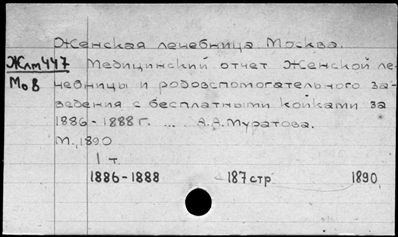 Женская лечебница Москва.
Жлм447 Медицинский отчет Женской ле-
Мо8 чебницы и родовспомогательного за-
ведения с бесплатными койками за
1886-1888 г. ... А.А.Муратова.
М., 1890
1 т.
1886-1888 187 стр 1890